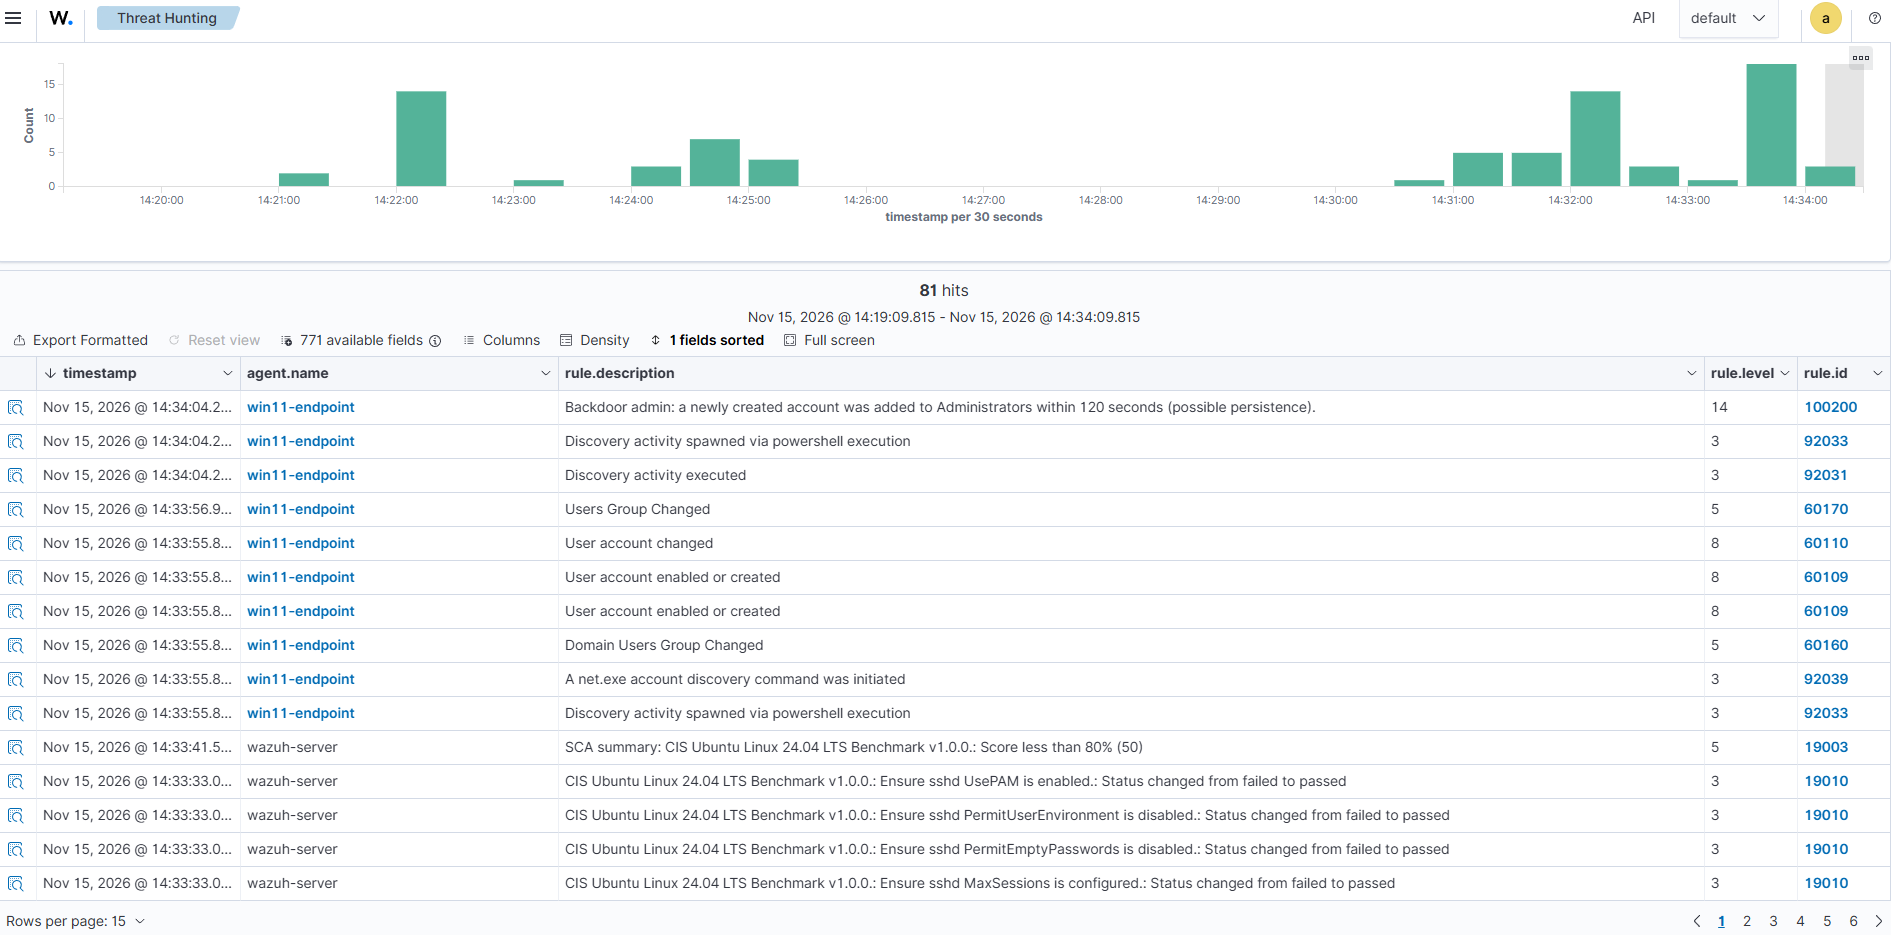 W. Threat Hunting API default a
15
10
5
0
Count
14:20:00 14:21:00 14:22:00 14:23:00 14:24:00 14:25:00 14:26:00 14:27:00 14:28:00 14:29:00 14:30:00 14:31:00 14:32:00 14:33:00 14:34:00
timestamp per 30 seconds
81 hits
Nov 15, 2026 @ 14:19:09.815 - Nov 15, 2026 @ 14:34:09.815
Export Formatted Reset view 771 available fields Columns Density 1 fields sorted Full screen
timestamp agent.name rule.description rule.level rule.id
Nov 15, 2026 @ 14:34:04.2... win11-endpoint Backdoor admin: a newly created account was added to Administrators within 120 seconds (possible persistence). 14 100200
Nov 15, 2026 @ 14:34:04.2... win11-endpoint Discovery activity spawned via powershell execution 3 92033
Nov 15, 2026 @ 14:34:04.2... win11-endpoint Discovery activity executed 3 92031
Nov 15, 2026 @ 14:33:56.9... win11-endpoint Users Group Changed 5 60170
Nov 15, 2026 @ 14:33:55.8... win11-endpoint User account changed 8 60110
Nov 15, 2026 @ 14:33:55.8... win11-endpoint User account enabled or created 8 60109
Nov 15, 2026 @ 14:33:55.8... win11-endpoint User account enabled or created 8 60109
Nov 15, 2026 @ 14:33:55.8... win11-endpoint Domain Users Group Changed 5 60160
Nov 15, 2026 @ 14:33:55.8... win11-endpoint A net.exe account discovery command was initiated 3 92039
Nov 15, 2026 @ 14:33:55.8... win11-endpoint Discovery activity spawned via powershell execution 3 92033
Nov 15, 2026 @ 14:33:41.5... wazuh-server SCA summary: CIS Ubuntu Linux 24.04 LTS Benchmark v1.0.0.: Score less than 80% (50) 5 19003
Nov 15, 2026 @ 14:33:33.0... wazuh-server CIS Ubuntu Linux 24.04 LTS Benchmark v1.0.0.: Ensure sshd UsePAM is enabled.: Status changed from failed to passed 3 19010
Nov 15, 2026 @ 14:33:33.0... wazuh-server CIS Ubuntu Linux 24.04 LTS Benchmark v1.0.0.: Ensure sshd PermitUserEnvironment is disabled.: Status changed from failed to passed 3 19010
Nov 15, 2026 @ 14:33:33.0... wazuh-server CIS Ubuntu Linux 24.04 LTS Benchmark v1.0.0.: Ensure sshd PermitEmptyPasswords is disabled.: Status changed from failed to passed 3 19010
Nov 15, 2026 @ 14:33:33.0... wazuh-server CIS Ubuntu Linux 24.04 LTS Benchmark v1.0.0.: Ensure sshd MaxSessions is configured.: Status changed from failed to passed 3 19010
Rows per page: 15 1 2 3 4 5 6